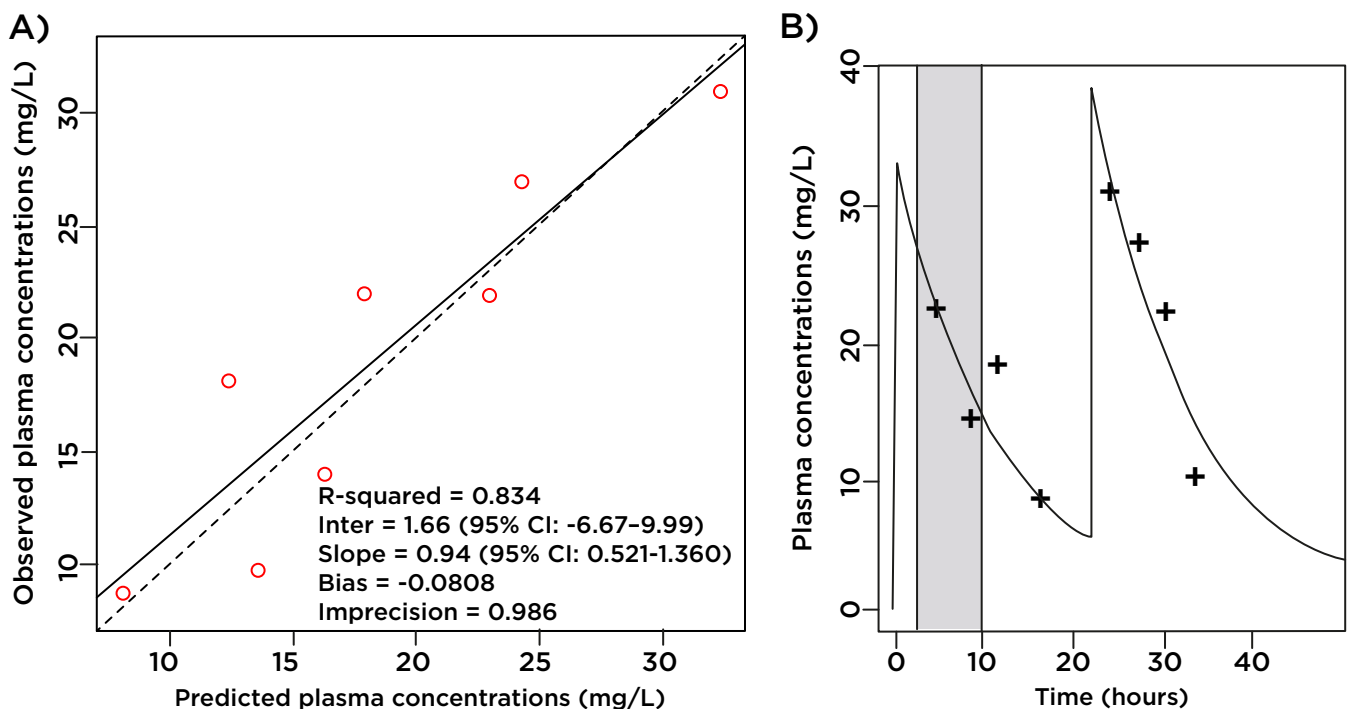 A)
Observed plasma concentrations (mg/L)
30
25
20
15
10
R-squared = 0.834
Inter = 1.66 (95% CI: -6.67–9.99)
Slope = 0.94 (95% CI: 0.521-1.360)
Bias = -0.0808
Imprecision = 0.986
10 15 20 25 30
Predicted plasma concentrations (mg/L)
B)
Plasma concentrations (mg/L)
40
30
20
10
0
0 10 20 30 40
Time (hours)